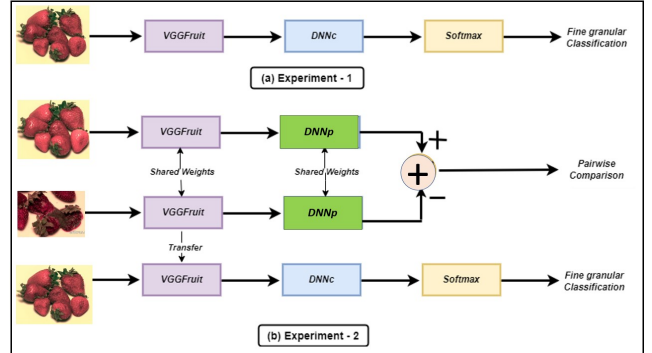 VGGFruit
DNNc
Softmax
Fine granular
Classification
(a) Experiment - 1
VGGFruit
DNNp
+
Shared Weights
Shared Weights
+
Pairwise
Comparison
VGGFruit
DNNp
−
Transfer
VGGFruit
DNNc
Softmax
Fine granular
Classification
(b) Experiment - 2